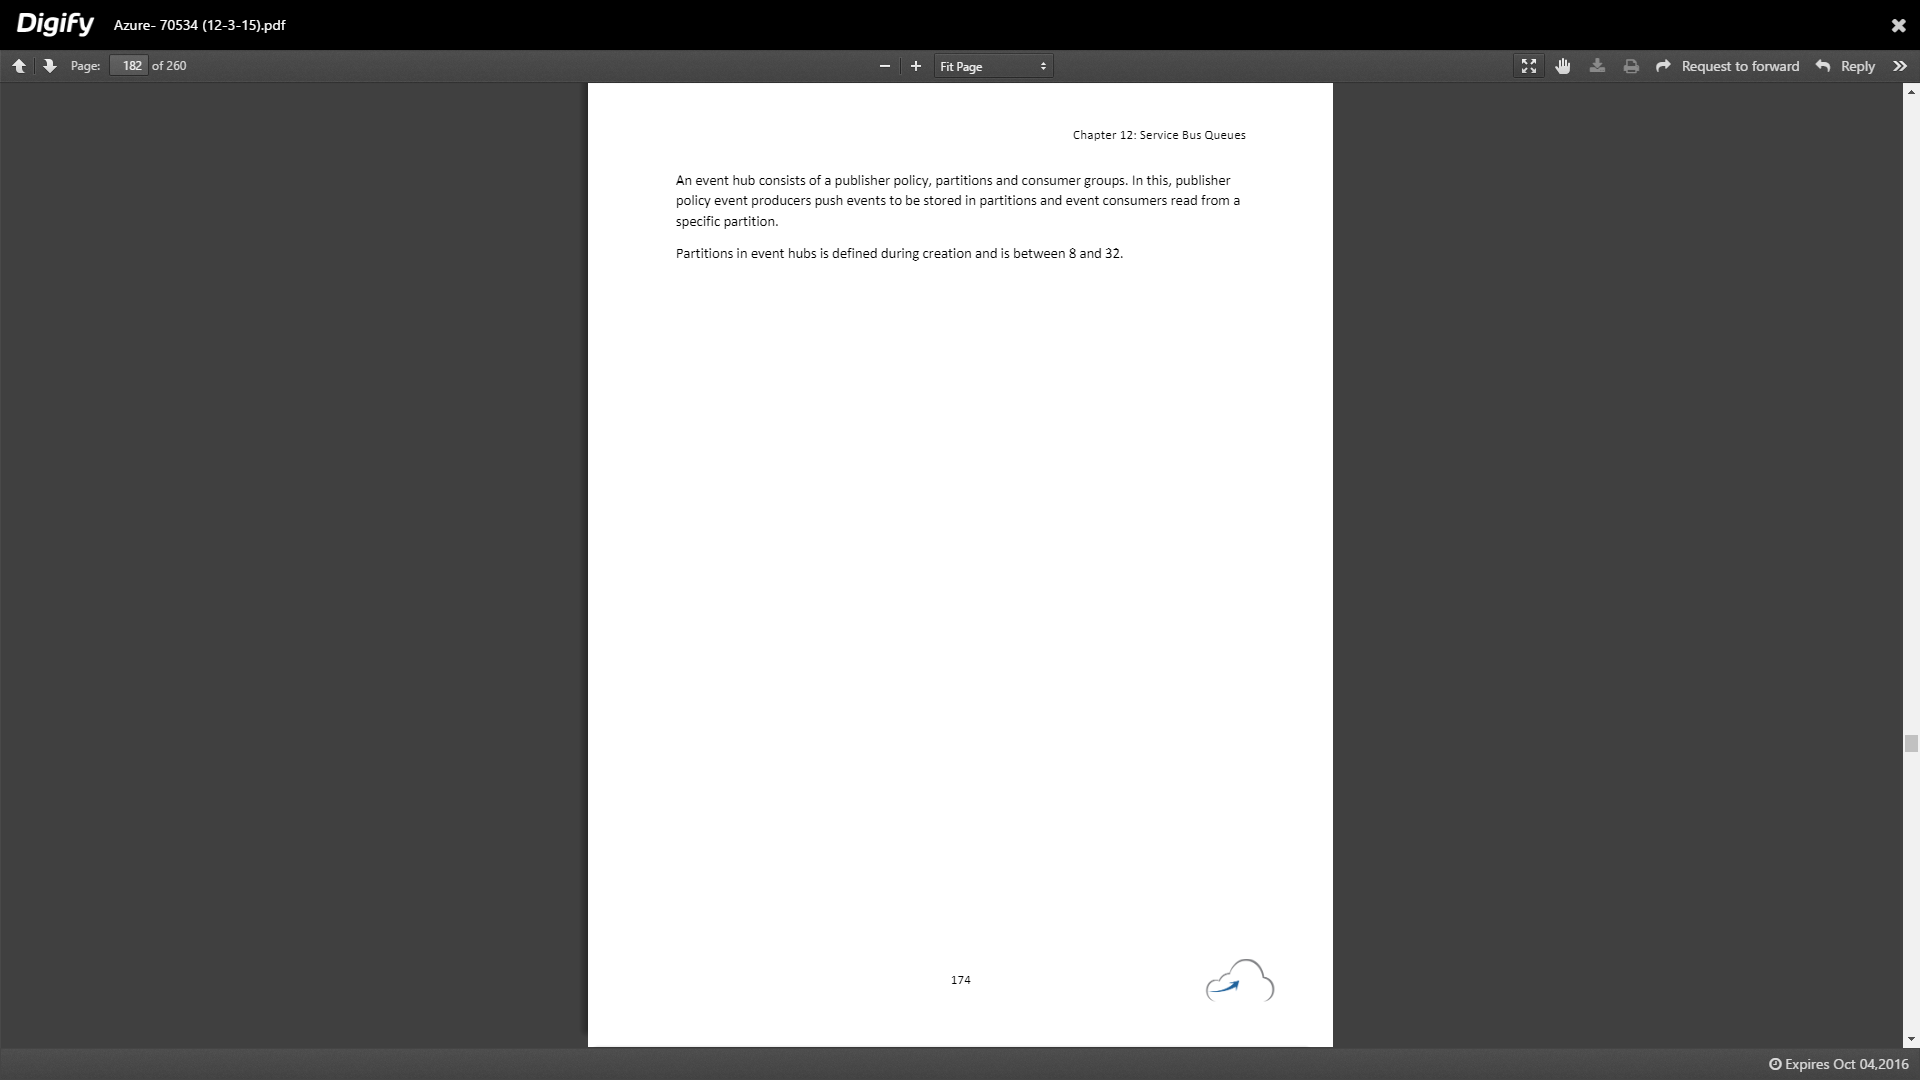 Digify Azure- 70534 (12-3-15).pdf
Page: 182 of 260 Fit Page Request to forward Reply
Chapter 12: Service Bus Queues
An event hub consists of a publisher policy, partitions and consumer groups. In this, publisher
policy event producers push events to be stored in partitions and event consumers read from a
specific partition.
Partitions in event hubs is defined during creation and is between 8 and 32.
174
Expires Oct 04,2016